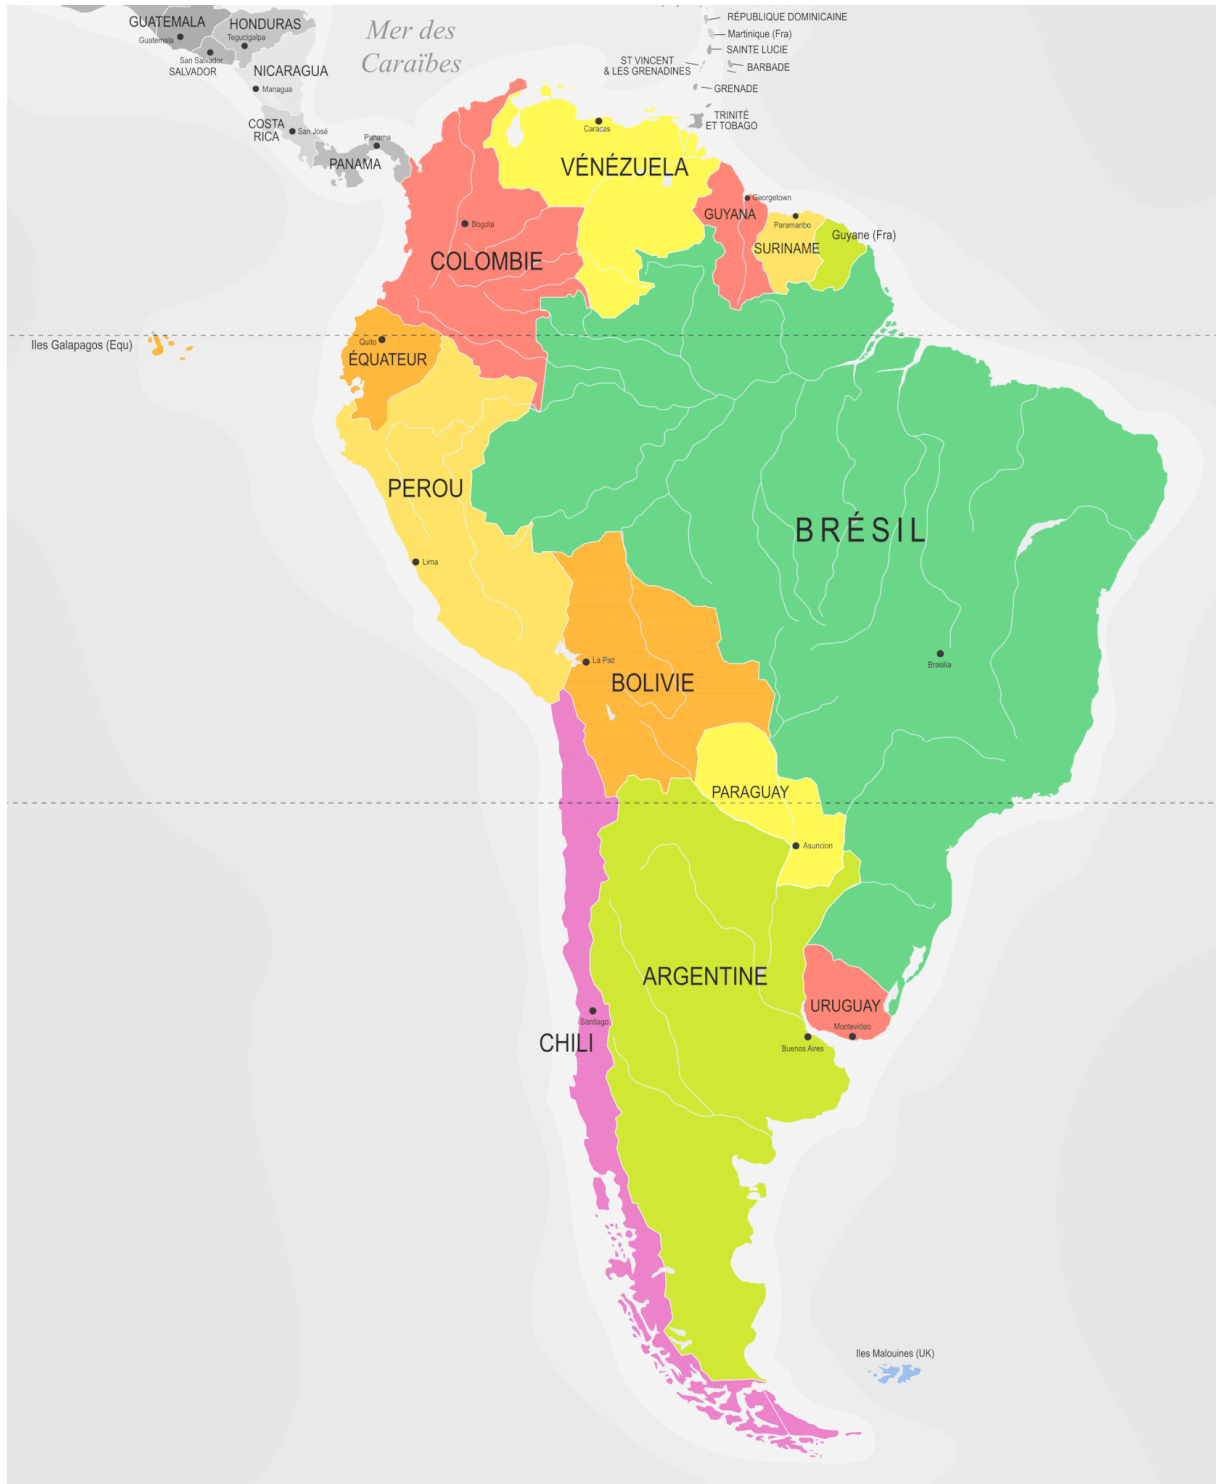 GUATEMALA
Guatemala
HONDURAS
Tegucigalpa
San Salvador
SALVADOR
NICARAGUA
Managua
COSTA
RICA
San José
Panama
PANAMA
Mer des
Caraïbes
RÉPUBLIQUE DOMINICAINE
Martinique (Fra)
SAINTE LUCIE
ST VINCENT
& LES GRENADINES
BARBADE
GRENADE
TRINITÉ
ET TOBAGO
Caracas
VÉNÉZUELA
Georgetown
GUYANA
Paramaribo
SURINAME
Guyane (Fra)
Bogota
COLOMBIE
Iles Galapagos (Equ)
Quito
ÉQUATEUR
PEROU
Lima
BRÉSIL
Brasilia
La Paz
BOLIVIE
PARAGUAY
Asuncion
ARGENTINE
URUGUAY
Montevideo
Santiago
CHILI
Buenos Aires
Iles Malouines (UK)